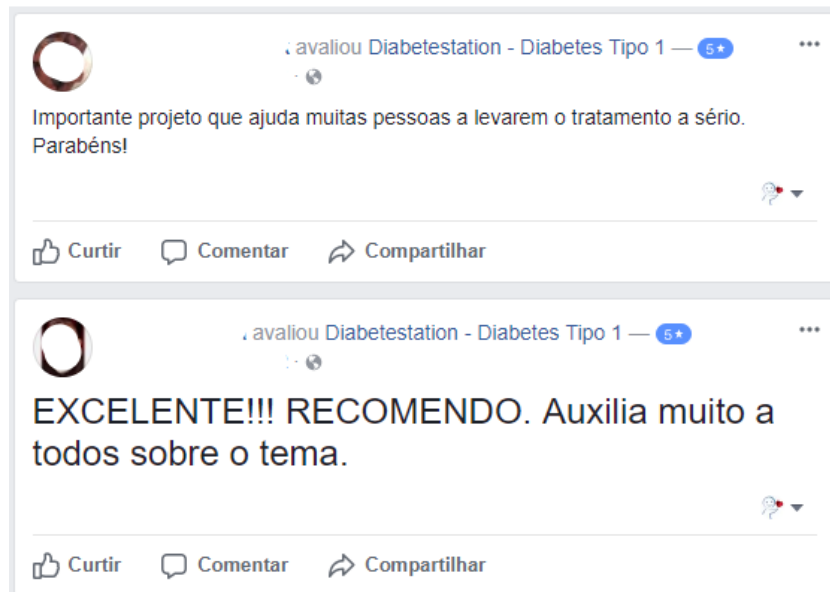 avaliou Diabetestation - Diabetes Tipo 1 — 5★
Importante projeto que ajuda muitas pessoas a levarem o tratamento a sério.
Parabéns!
Curtir Comentar Compartilhar
avaliou Diabetestation - Diabetes Tipo 1 — 5★
EXCELENTE!!! RECOMENDO. Auxilia muito a
todos sobre o tema.
Curtir Comentar Compartilhar